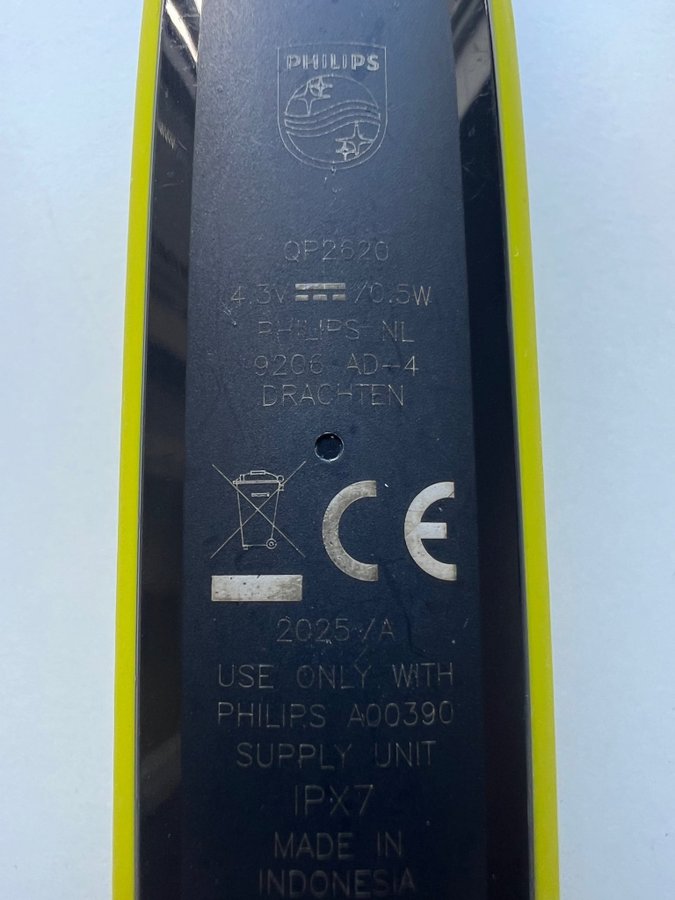 PHILIPS
QP2620
4.3V⎓/0.5W
PHILIPS NL
9206 AD-4
DRACHTEN
CE
2025/A
USE ONLY WITH
PHILIPS A00390
SUPPLY UNIT
IPX7
MADE IN
INDONESIA